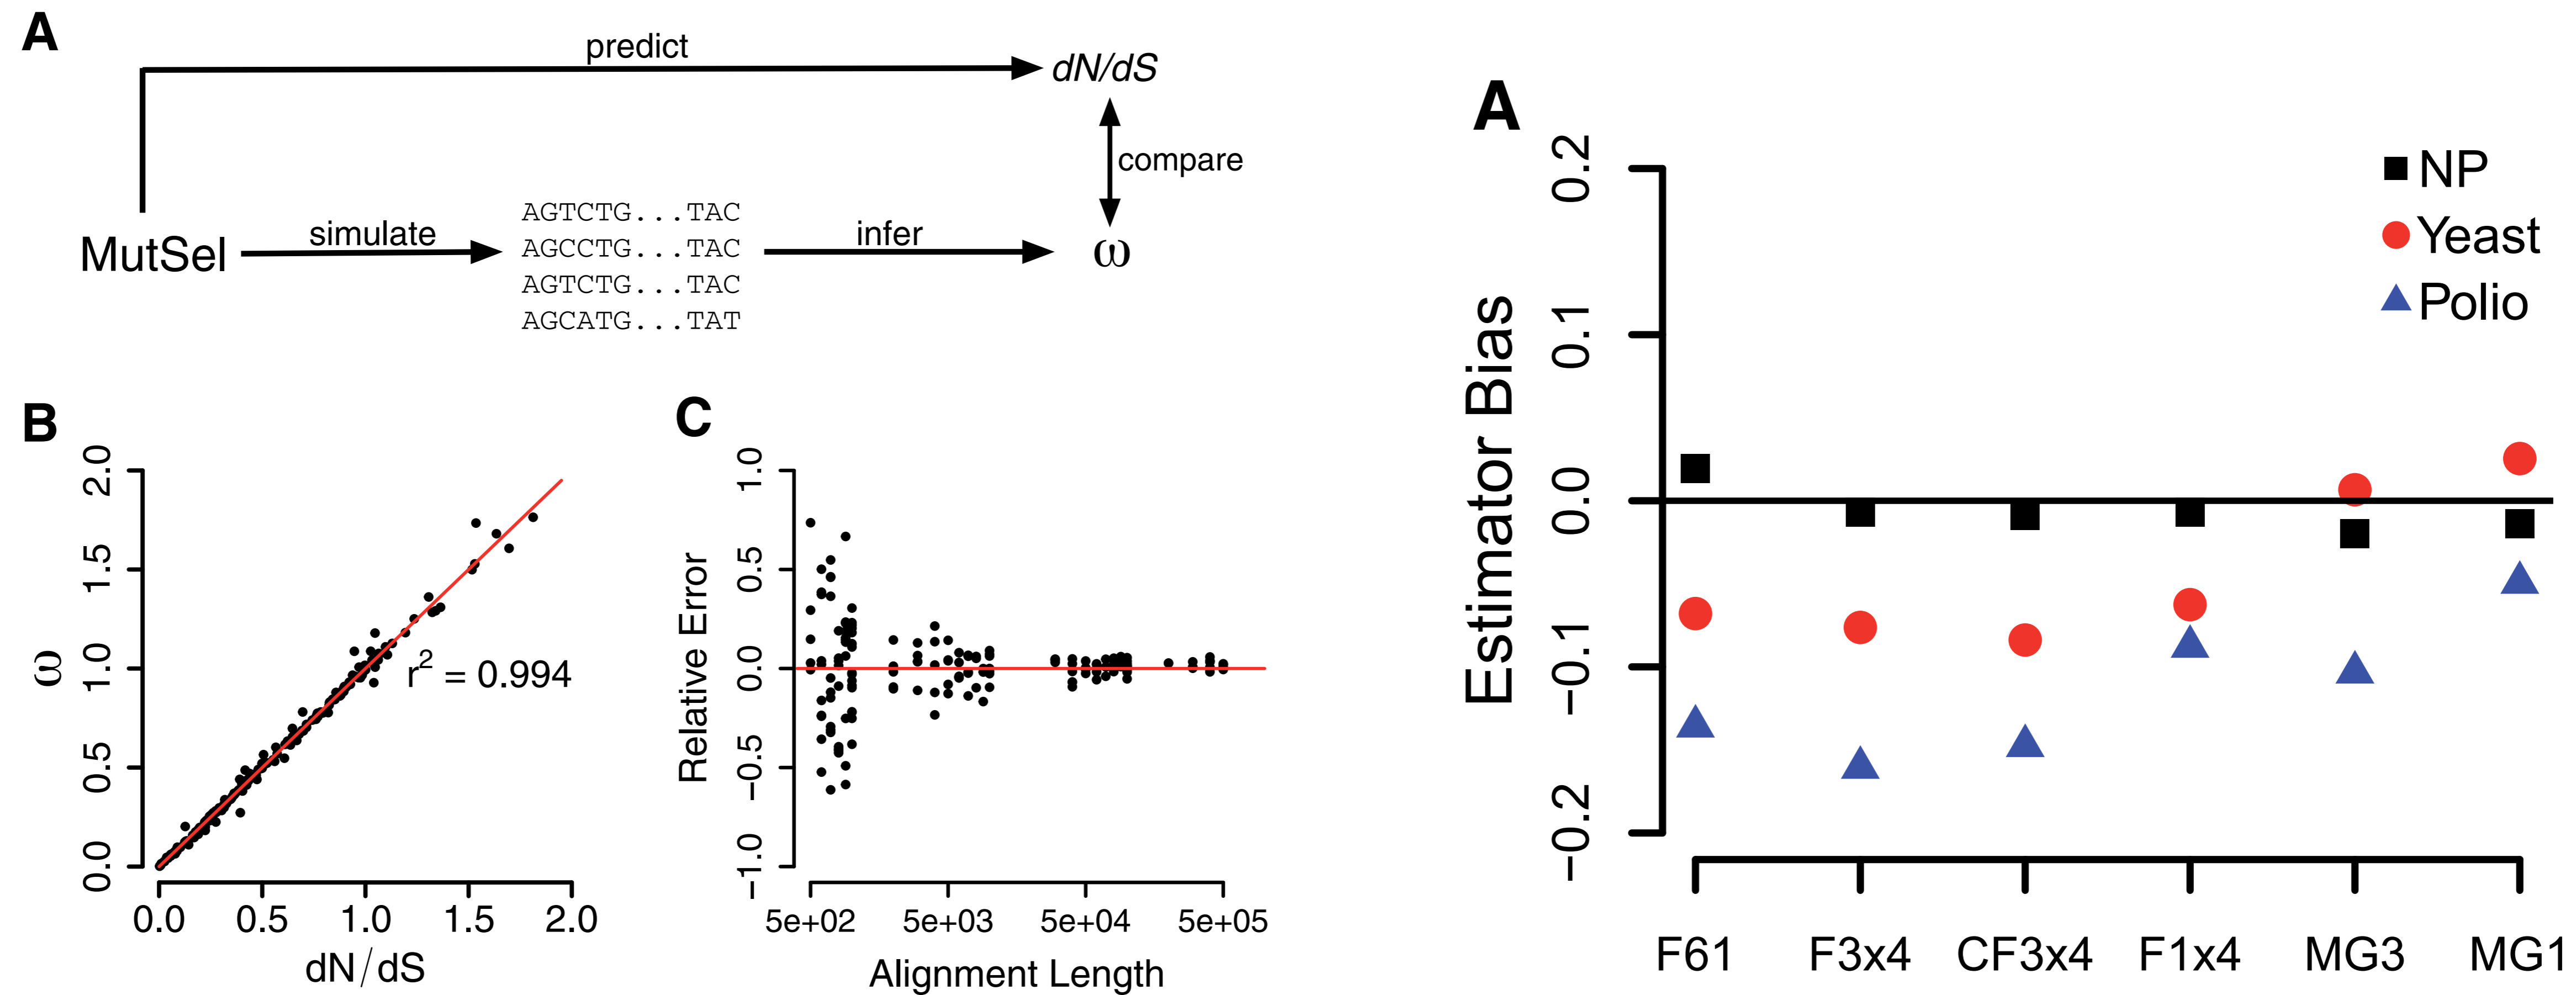 A
predict
dN/dS
compare
MutSel
simulate
AGTCTG...TAC
AGCCTG...TAC
AGTCTG...TAC
AGCATG...TAT
infer
ω
B
ω
2.0
1.5
1.0
0.5
0.0
r² = 0.994
0.0 0.5 1.0 1.5 2.0
dN/dS
C
Relative Error
1.0
0.5
0.0
−0.5
−1.0
5e+02 5e+03 5e+04 5e+05
Alignment Length
A
Estimator Bias
0.2
0.1
0.0
−0.1
−0.2
NP
Yeast
Polio
F61 F3x4 CF3x4 F1x4 MG3 MG1